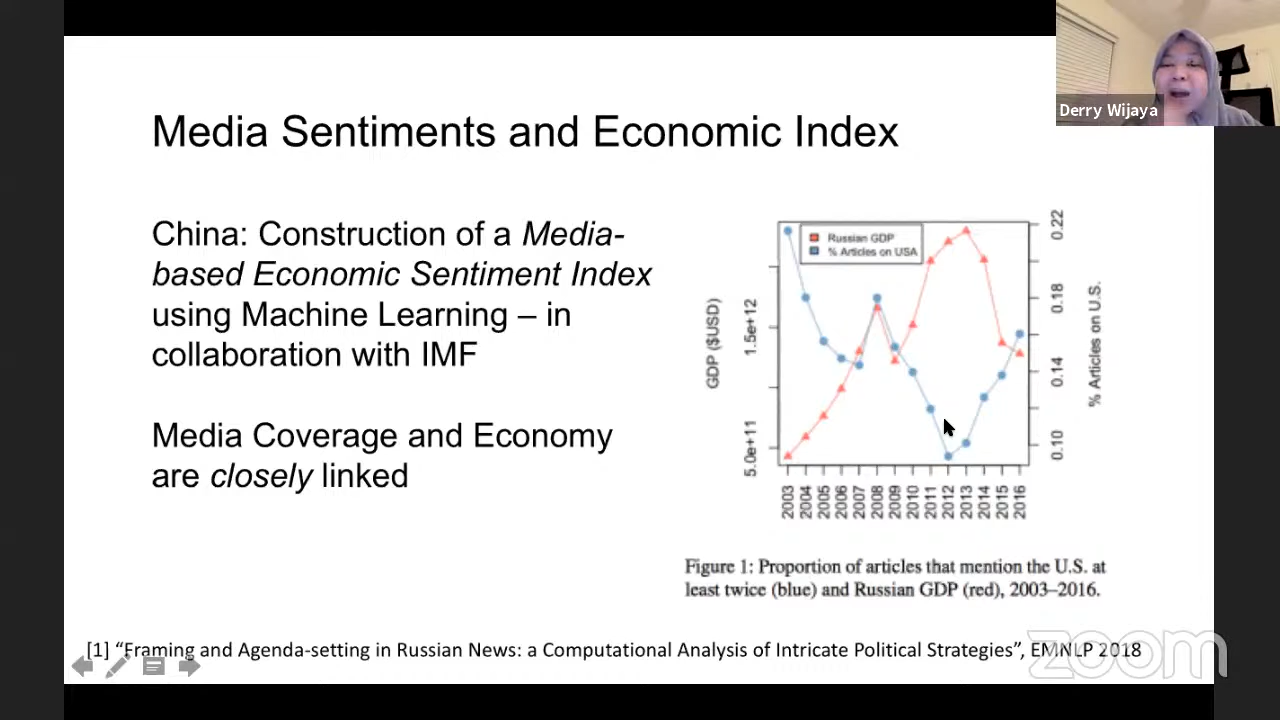 Derry Wijaya
Media Sentiments and Economic Index
China: Construction of a Media-
based Economic Sentiment Index
using Machine Learning – in
collaboration with IMF
Media Coverage and Economy
are closely linked
Russian GDP
% Articles on USA
GDP ($USD)
5.0e+11
1.5e+12
0.10
0.14
0.18
0.22
% Articles on U.S.
2003
2004
2005
2006
2007
2008
2009
2010
2011
2012
2013
2014
2015
2016
Figure 1: Proportion of articles that mention the U.S. at
least twice (blue) and Russian GDP (red), 2003–2016.
[1] “Framing and Agenda-setting in Russian News: a Computational Analysis of Intricate Political Strategies”, EMNLP 2018
zoom